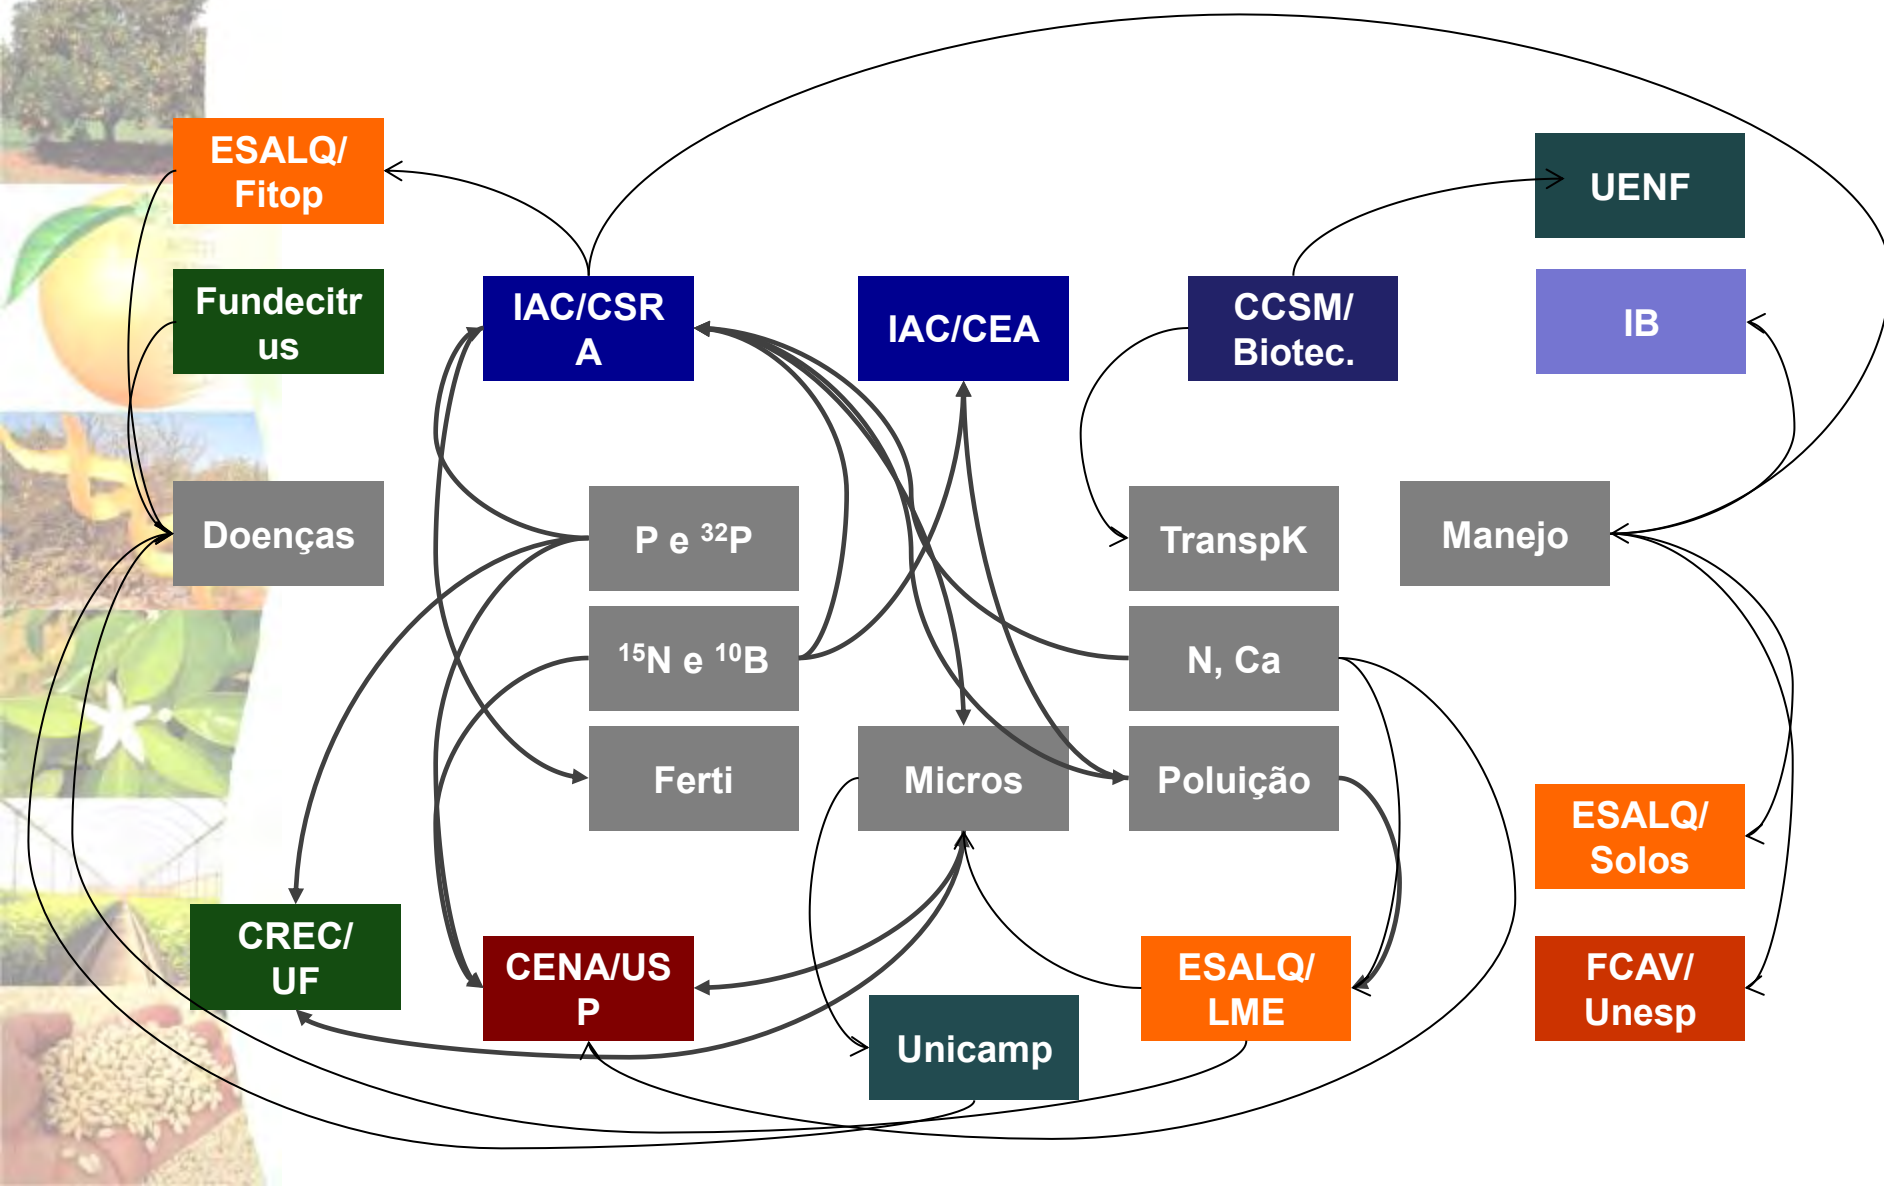 ESALQ/
Fitop
UENF
Fundecitr
us
IAC/CSR
A
IAC/CEA
CCSM/
Biotec.
IB
Doenças
P e ³²P
TranspK
Manejo
¹⁵N e ¹⁰B
N, Ca
Ferti
Micros
Poluição
ESALQ/
Solos
CREC/
UF
CENA/US
P
ESALQ/
LME
FCAV/
Unesp
Unicamp